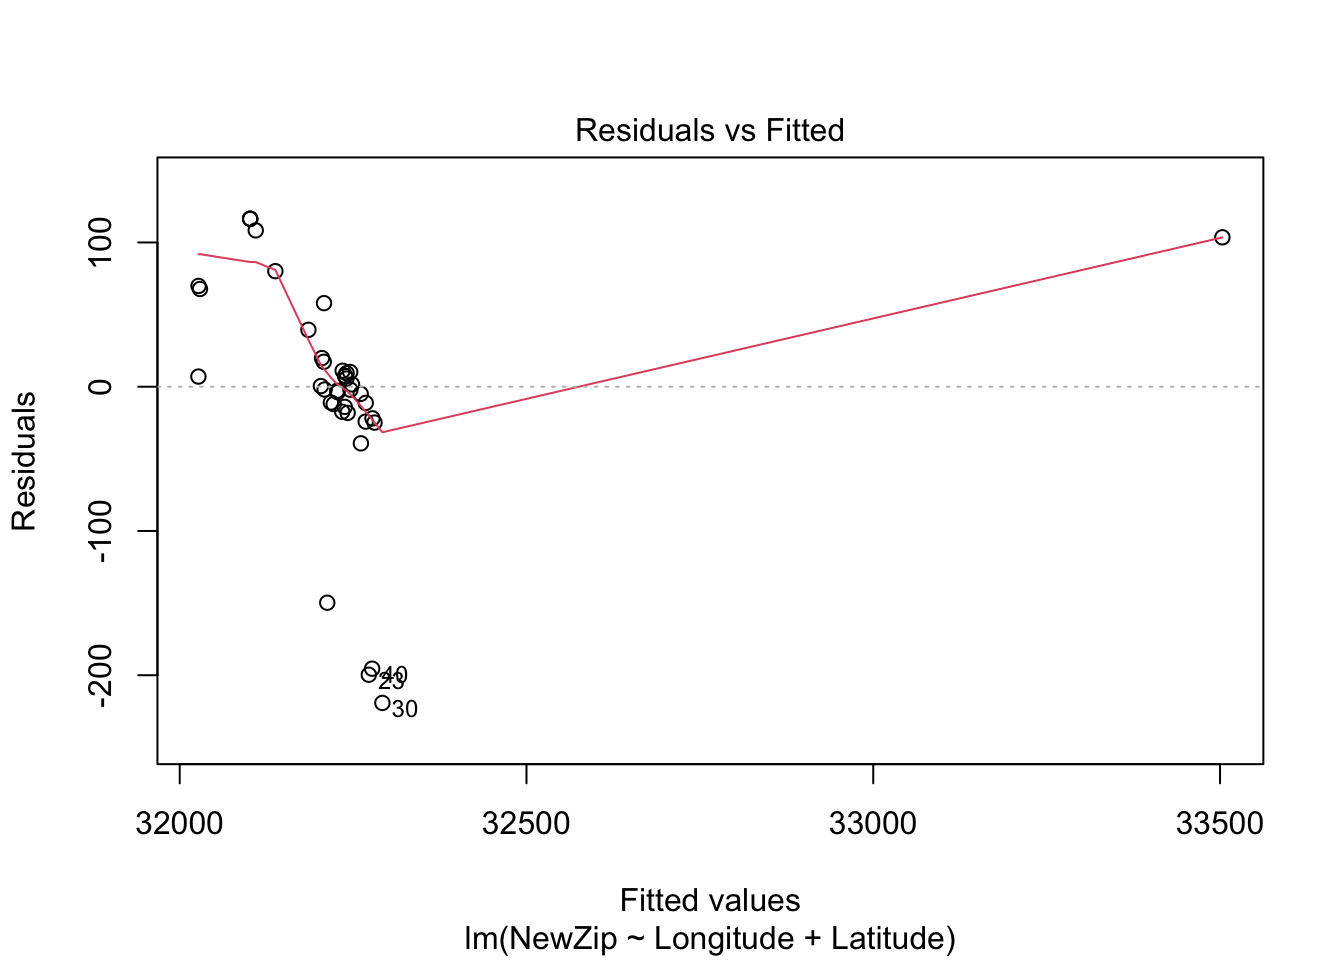 Residuals vs Fitted
Residuals
100
0
-100
-200
40
23
30
32000 32500 33000 33500
Fitted values
lm(NewZip ~ Longitude + Latitude)